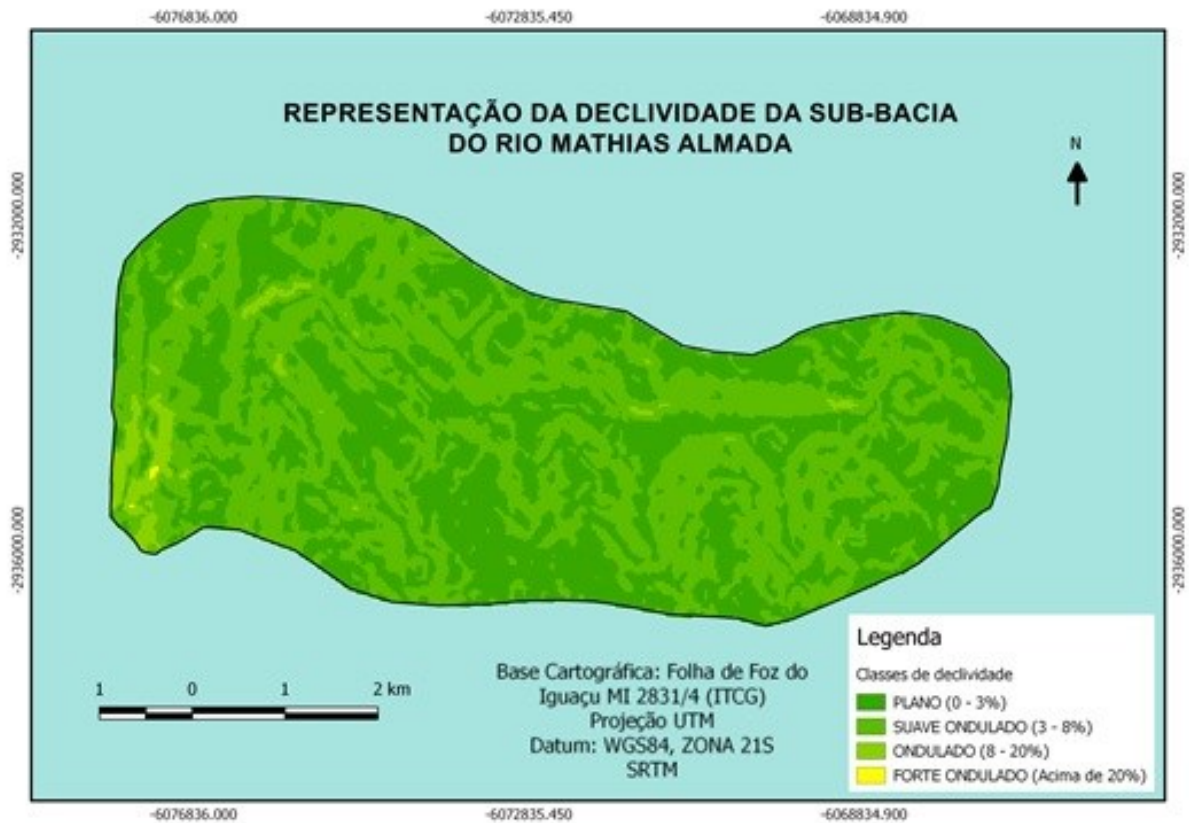 -6076836.000 -6072835.450 -6068834.900
REPRESENTAÇÃO DA DECLIVIDADE DA SUB-BACIA
DO RIO MATHIAS ALMADA
N
-2932000.000
-2932000.000
-2936000.000
-2936000.000
1 0 1 2 km
Base Cartográfica: Folha de Foz do
Iguaçu MI 2831/4 (ITCG)
Projeção UTM
Datum: WGS84, ZONA 21S
SRTM
Legenda
Classes de declividade
PLANO (0 - 3%)
SUAVE ONDULADO (3 - 8%)
ONDULADO (8 - 20%)
FORTE ONDULADO (Acima de 20%)
-6076836.000 -6072835.450 -6068834.900